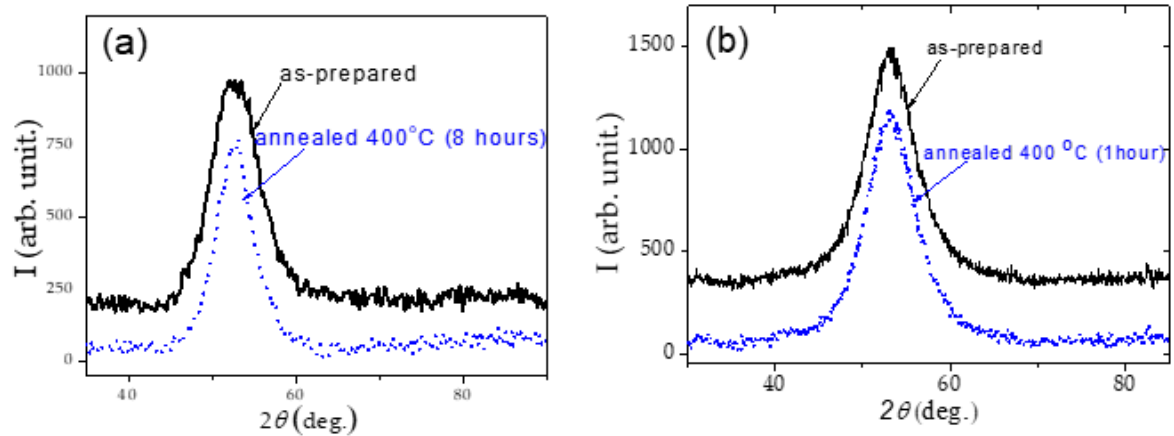 (a)
as-prepared
annealed 400°C (8 hours)
I (arb. unit.)
1000
750
500
250
0
40
60
80
2θ (deg.)
(b)
as-prepared
annealed 400 °C (1hour)
I (arb. unit.)
1500
1000
500
0
40
60
80
2θ (deg.)